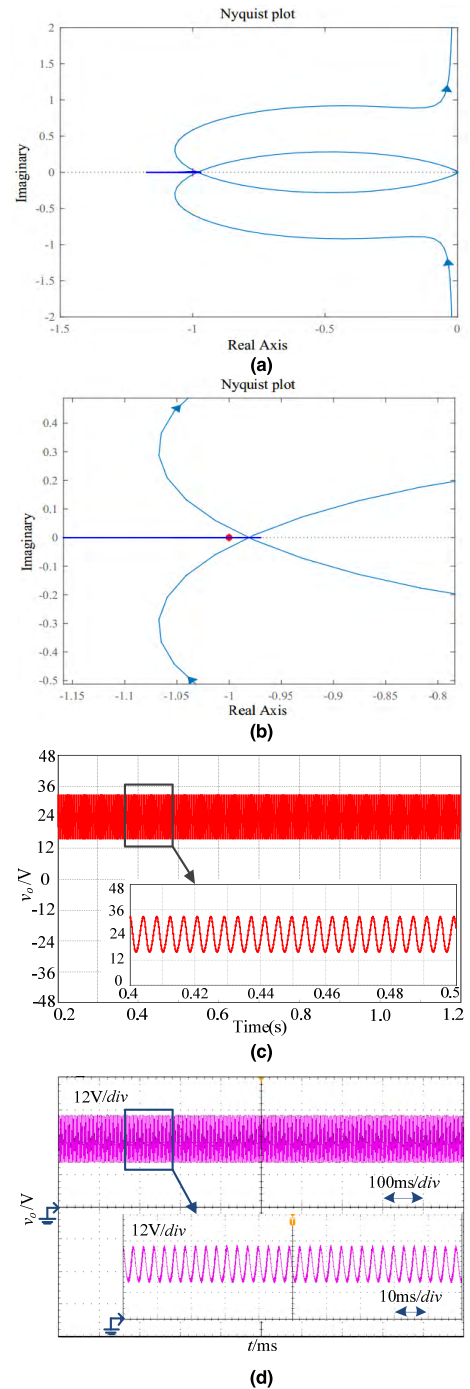 Nyquist plot
2
1.5
1
0.5
0
-0.5
-1
-1.5
-2
Imaginary
-1.5 -1 -0.5 0
Real Axis
(a)
Nyquist plot
0.4
0.3
0.2
0.1
0
-0.1
-0.2
-0.3
-0.4
-0.5
Imaginary
-1.15 -1.1 -1.05 -1 -0.95 -0.9 -0.85 -0.8
Real Axis
(b)
48
36
24
12
0
-12
-24
-36
-48
vo/V
48
36
24
12
0
0.4 0.42 0.44 0.46 0.48 0.5
0.2 0.4 0.6 0.8 1.0 1.2
Time(s)
(c)
12V/div
100ms/div
vo/V
12V/div
10ms/div
t/ms
(d)